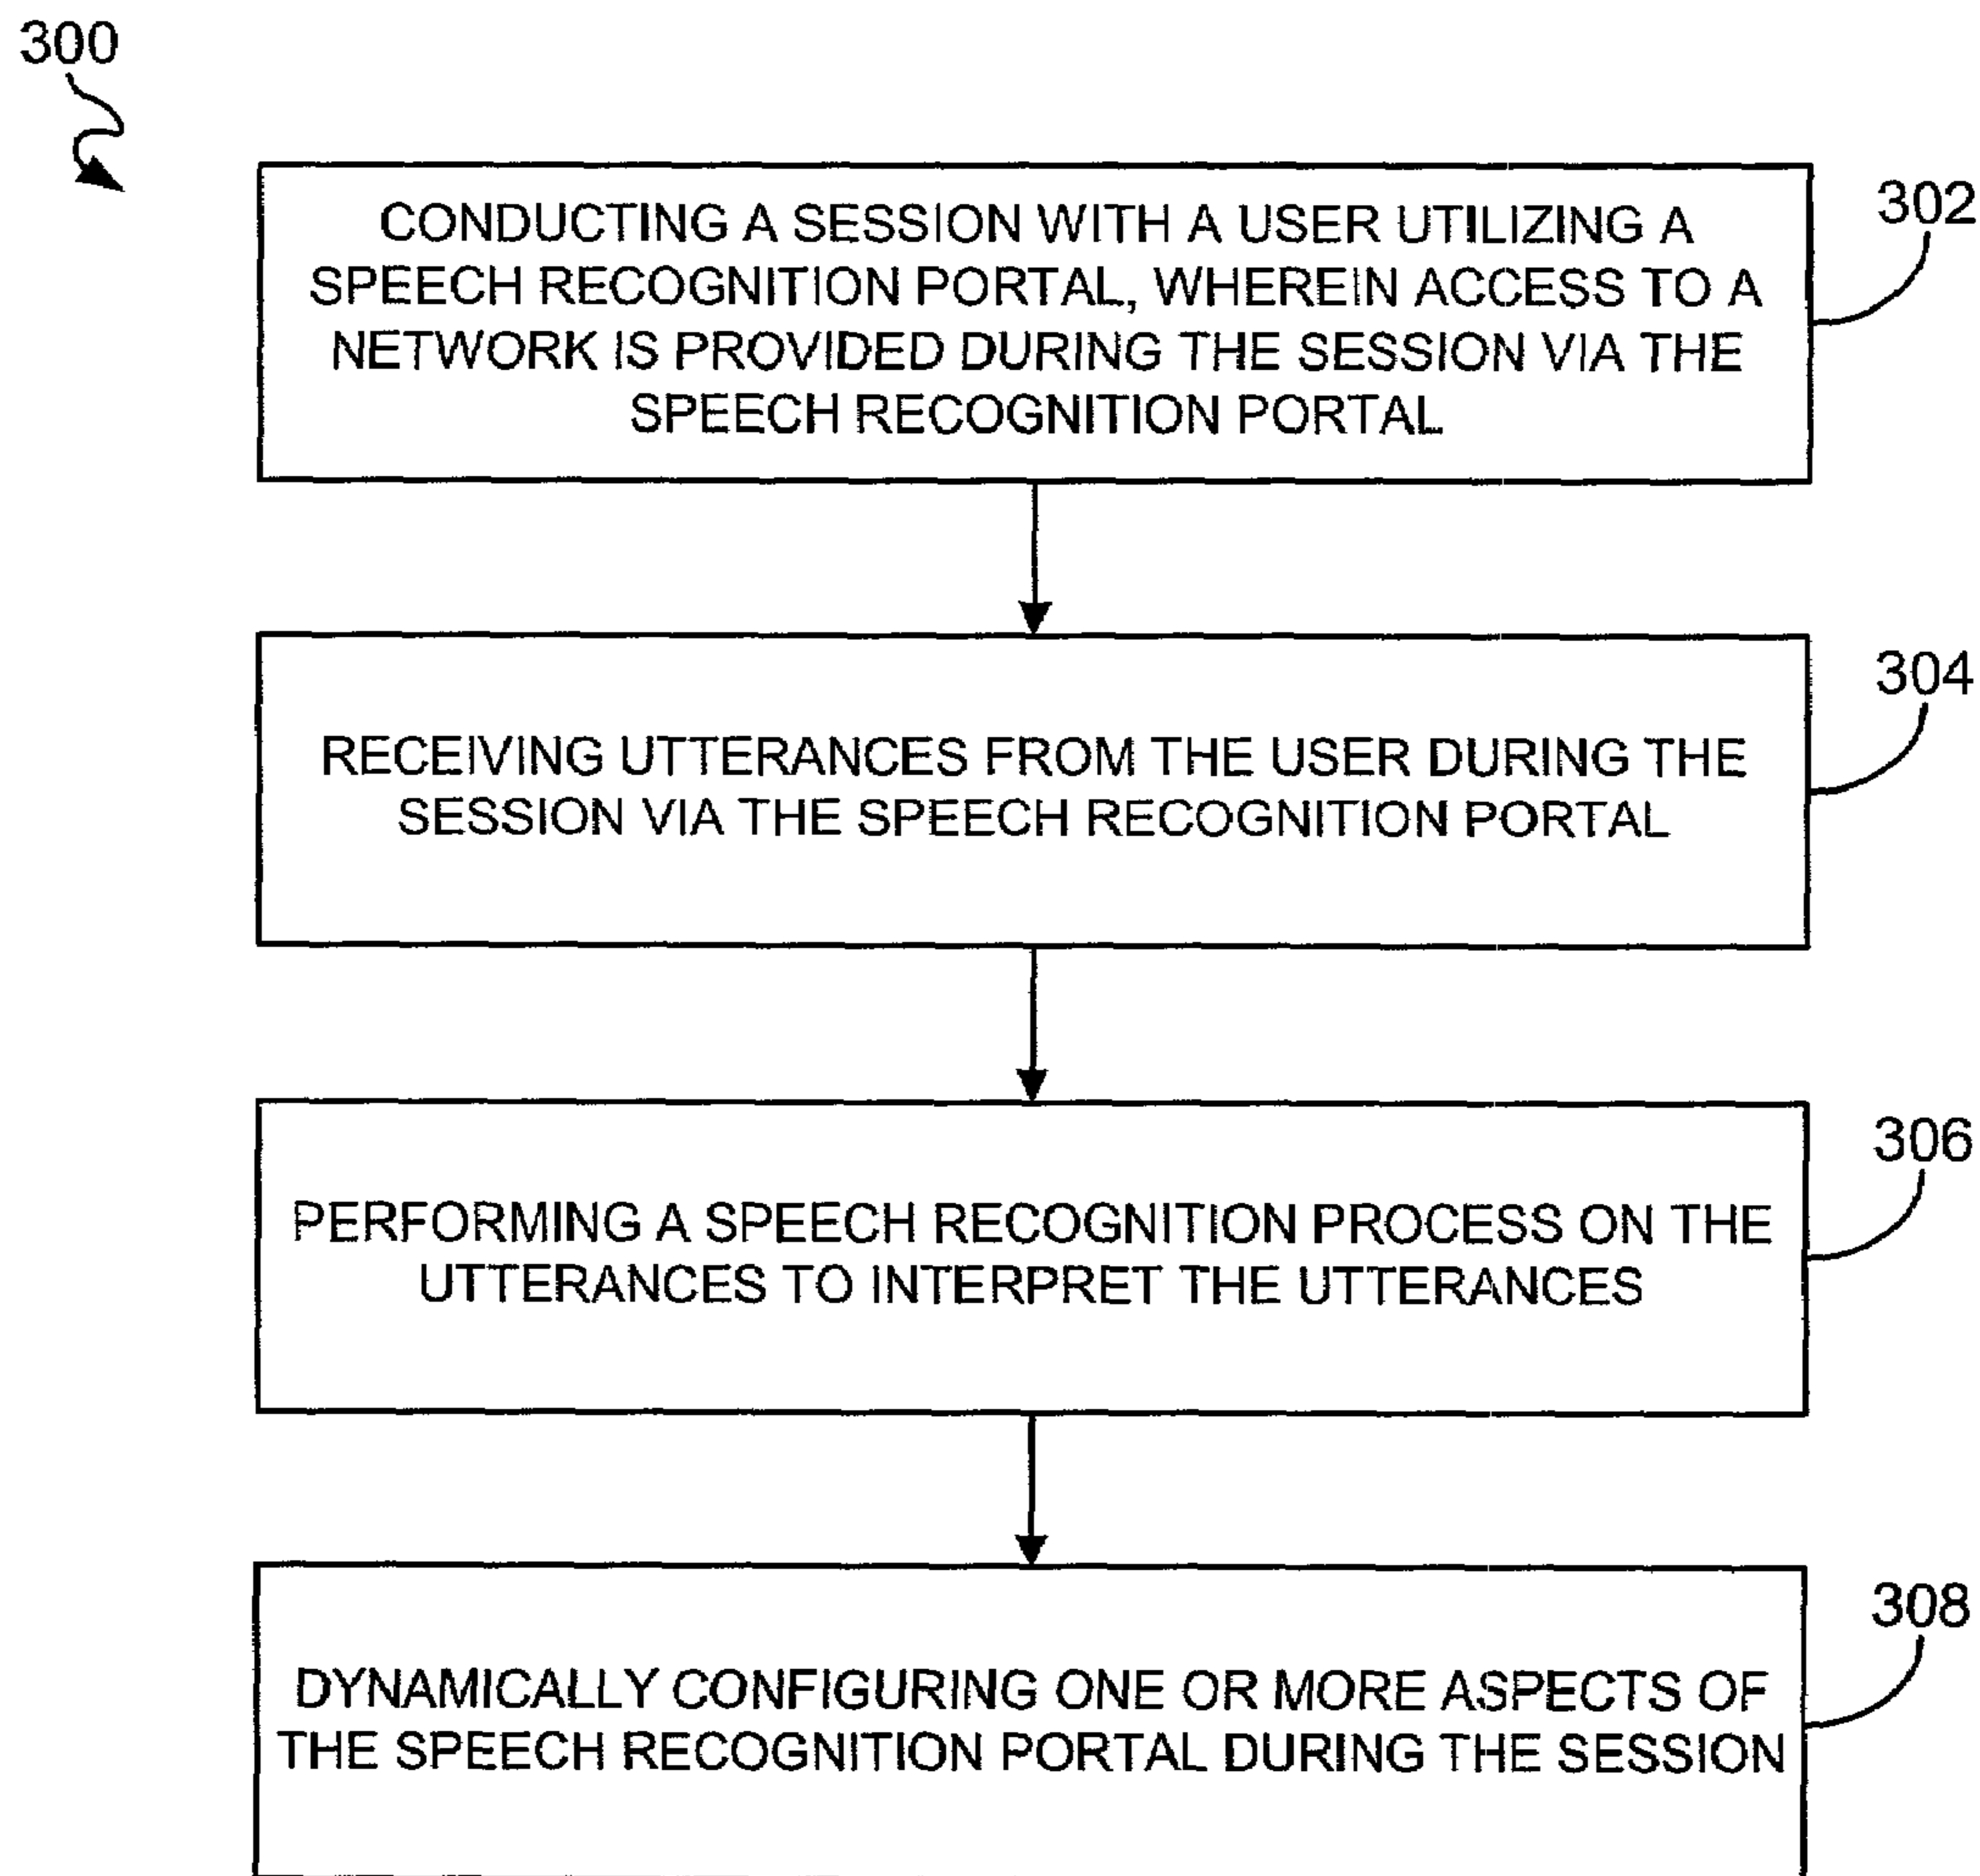 300
CONDUCTING A SESSION WITH A USER UTILIZING A
SPEECH RECOGNITION PORTAL, WHEREIN ACCESS TO A
NETWORK IS PROVIDED DURING THE SESSION VIA THE
SPEECH RECOGNITION PORTAL
302
RECEIVING UTTERANCES FROM THE USER DURING THE
SESSION VIA THE SPEECH RECOGNITION PORTAL
304
PERFORMING A SPEECH RECOGNITION PROCESS ON THE
UTTERANCES TO INTERPRET THE UTTERANCES
306
DYNAMICALLY CONFIGURING ONE OR MORE ASPECTS OF
THE SPEECH RECOGNITION PORTAL DURING THE SESSION
308